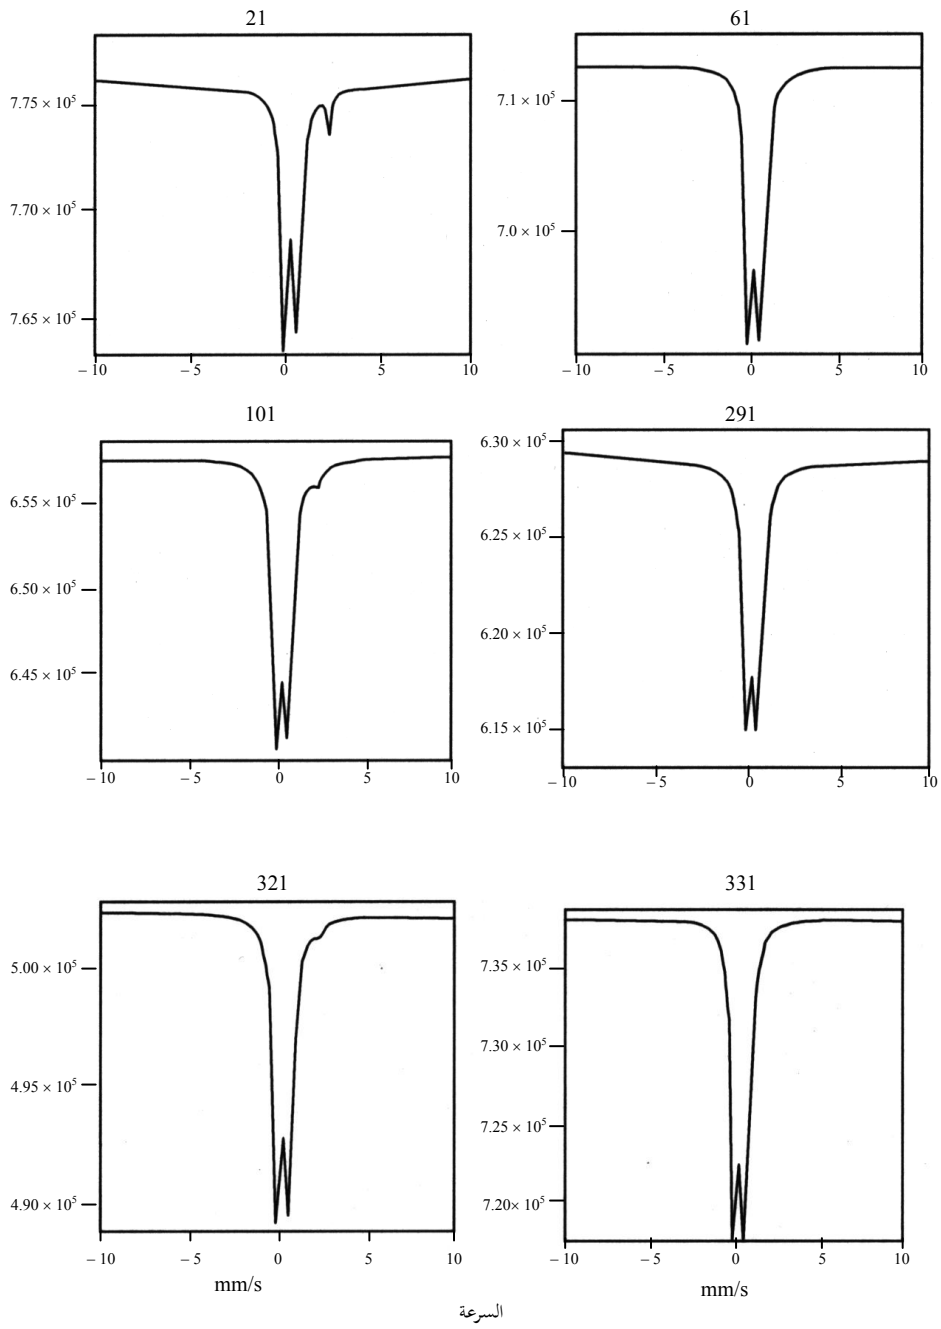 21 61
7.75 × 10⁵
7.70 × 10⁵
7.65 × 10⁵
– 10 – 5 0 5 10
7.1 × 10⁵
7.0 × 10⁵
– 10 – 5 0 5 10
101 291
6.55 × 10⁵
6.50 × 10⁵
6.45 × 10⁵
– 10 – 5 0 5 10
6.30 × 10⁵
6.25 × 10⁵
6.20 × 10⁵
6.15 × 10⁵
– 10 – 5 0 5 10
321 331
5.00 × 10⁵
4.95 × 10⁵
4.90 × 10⁵
– 10 – 5 0 5 10
mm/s
7.35 × 10⁵
7.30 × 10⁵
7.25 × 10⁵
7.20× 10⁵
– 10 – 5 0 5 10
mm/s
السرعة